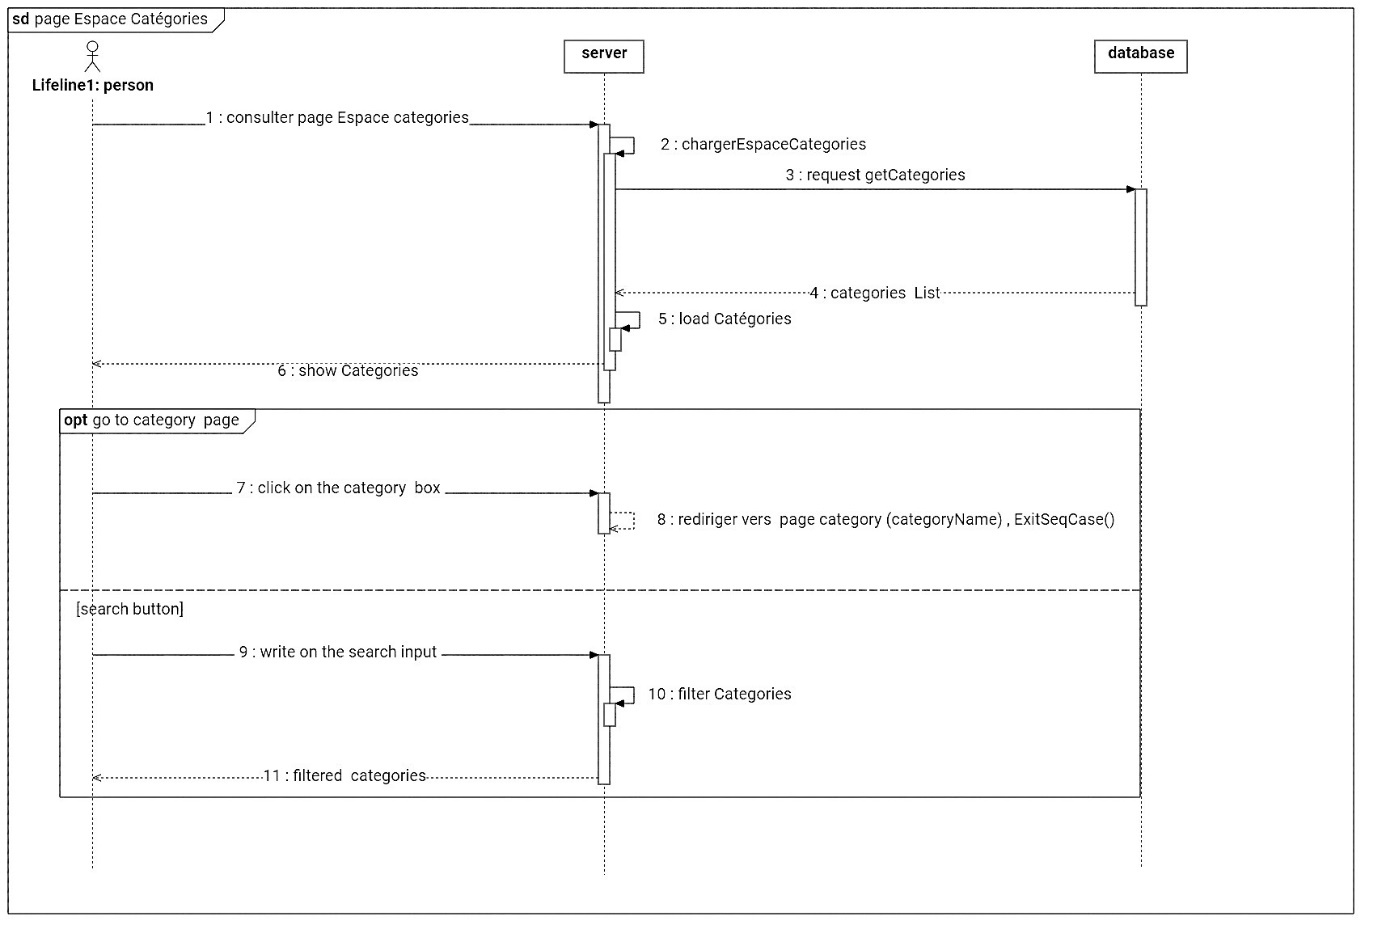 sd page Espace Catégories
Lifeline1: person
server
database
1 : consulter page Espace categories
2 : chargerEspaceCategories
3 : request getCategories
4 : categories List
5 : load Catégories
6 : show Categories
opt go to category page
7 : click on the category box
8 : rediriger vers page category (categoryName) , ExitSeqCase()
[search button]
9 : write on the search input
10 : filter Categories
11 : filtered categories